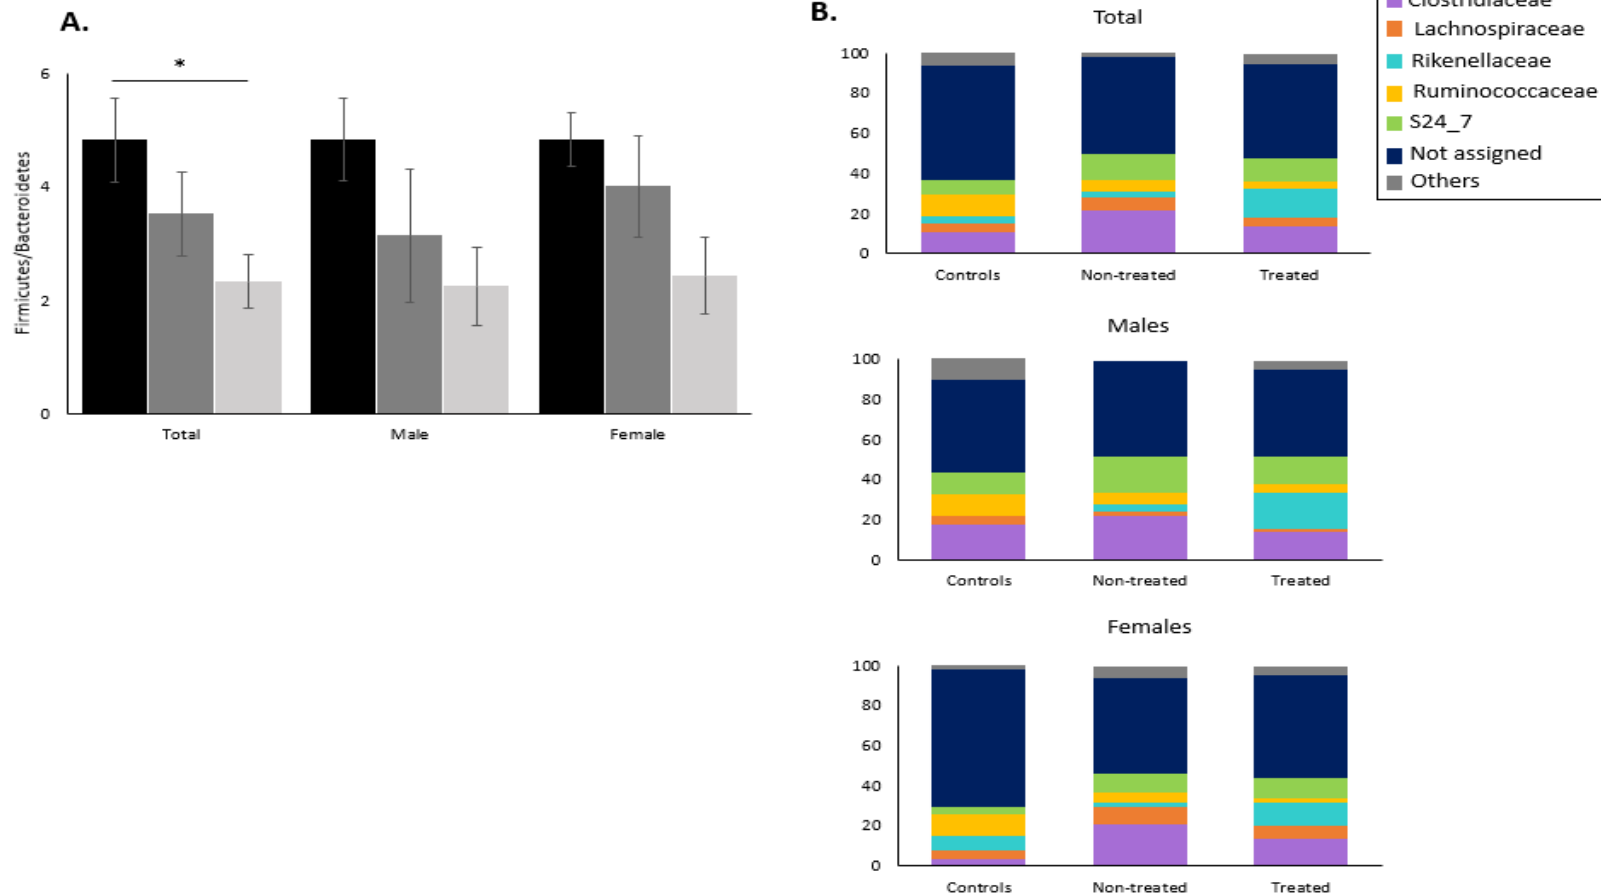 A.
*
6
4
2
0
Firmicutes/Bacteroidetes
Total
Male
Female
B.
Total
100
80
60
40
20
0
Controls
Non-treated
Treated
Clostridiaceae
Lachnospiraceae
Rikenellaceae
Ruminococcaceae
S24_7
Not assigned
Others
Males
100
80
60
40
20
0
Controls
Non-treated
Treated
Females
100
80
60
40
20
0
Controls
Non-treated
Treated